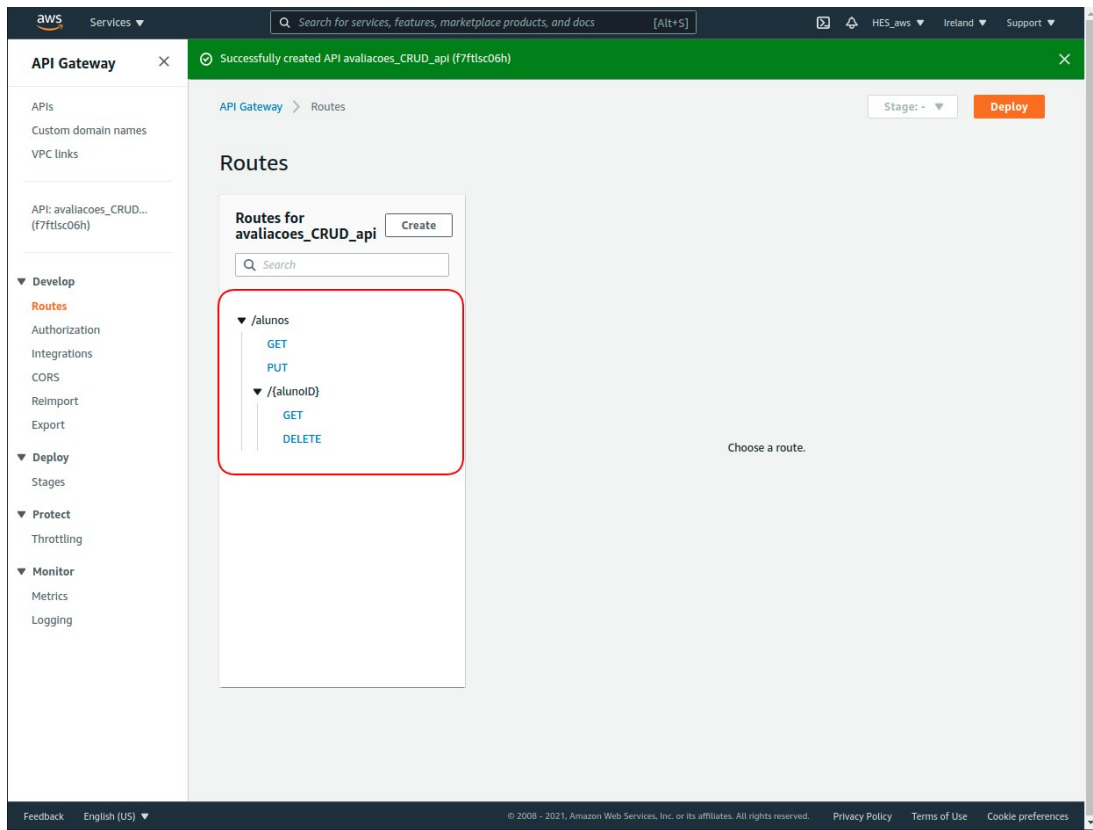 aws Services ▼ Search for services, features, marketplace products, and docs [Alt+S] HES_aws ▼ Ireland ▼ Support ▼
API Gateway ×
Successfully created API avaliacoes_CRUD_api (f7ftlsc06h) ×
APIs
Custom domain names
VPC links
API: avaliacoes_CRUD...
(f7ftlsc06h)
▼ Develop
Routes
Authorization
Integrations
CORS
Reimport
Export
▼ Deploy
Stages
▼ Protect
Throttling
▼ Monitor
Metrics
Logging
API Gateway > Routes
Stage: - ▼ Deploy
Routes
Routes for
avaliacoes_CRUD_api
Create
Search
▼ /alunos
GET
PUT
▼ /{alunoID}
GET
DELETE
Choose a route.
Feedback English (US) ▼ © 2008 - 2021, Amazon Web Services, Inc. or its affiliates. All rights reserved. Privacy Policy Terms of Use Cookie preferences